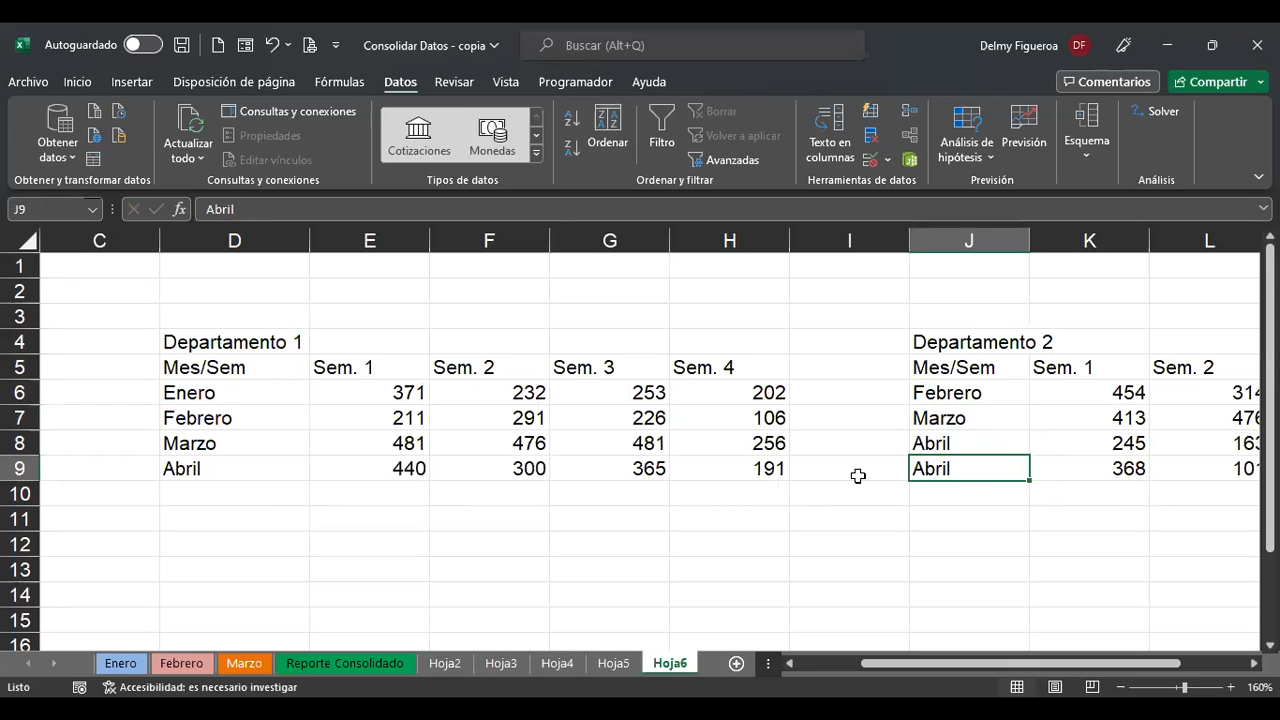 Autoguardado
Consolidar Datos - copia
Buscar (Alt+Q)
Delmy Figueroa
DF
Archivo Inicio Insertar Disposición de página Fórmulas Datos Revisar Vista Programador Ayuda
Comentarios
Compartir
Obtener datos
Obtener y transformar datos
Actualizar todo
Consultas y conexiones
Propiedades
Editar vínculos
Consultas y conexiones
Cotizaciones
Monedas
Tipos de datos
Ordenar
Filtro
Borrar
Volver a aplicar
Avanzadas
Ordenar y filtrar
Texto en columnas
Herramientas de datos
Análisis de hipótesis
Previsión
Previsión
Esquema
Solver
Análisis
J9
fx
Abril
C D E F G H I J K L
1
2
3
4 Departamento 1 Departamento 2
5 Mes/Sem Sem. 1 Sem. 2 Sem. 3 Sem. 4 Mes/Sem Sem. 1 Sem. 2
6 Enero 371 232 253 202 Febrero 454 314
7 Febrero 211 291 226 106 Marzo 413 476
8 Marzo 481 476 481 256 Abril 245 163
9 Abril 440 300 365 191 Abril 368 101
10
11
12
13
14
15
16
Enero Febrero Marzo Reporte Consolidado Hoja2 Hoja3 Hoja4 Hoja5 Hoja6
Listo
Accesibilidad: es necesario investigar
160%